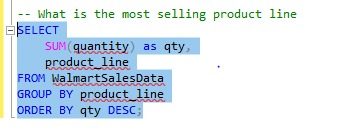 -- What is the most selling product line
SELECT
SUM(quantity) as qty,
product_line
FROM WalmartSalesData
GROUP BY product_line
ORDER BY qty DESC;